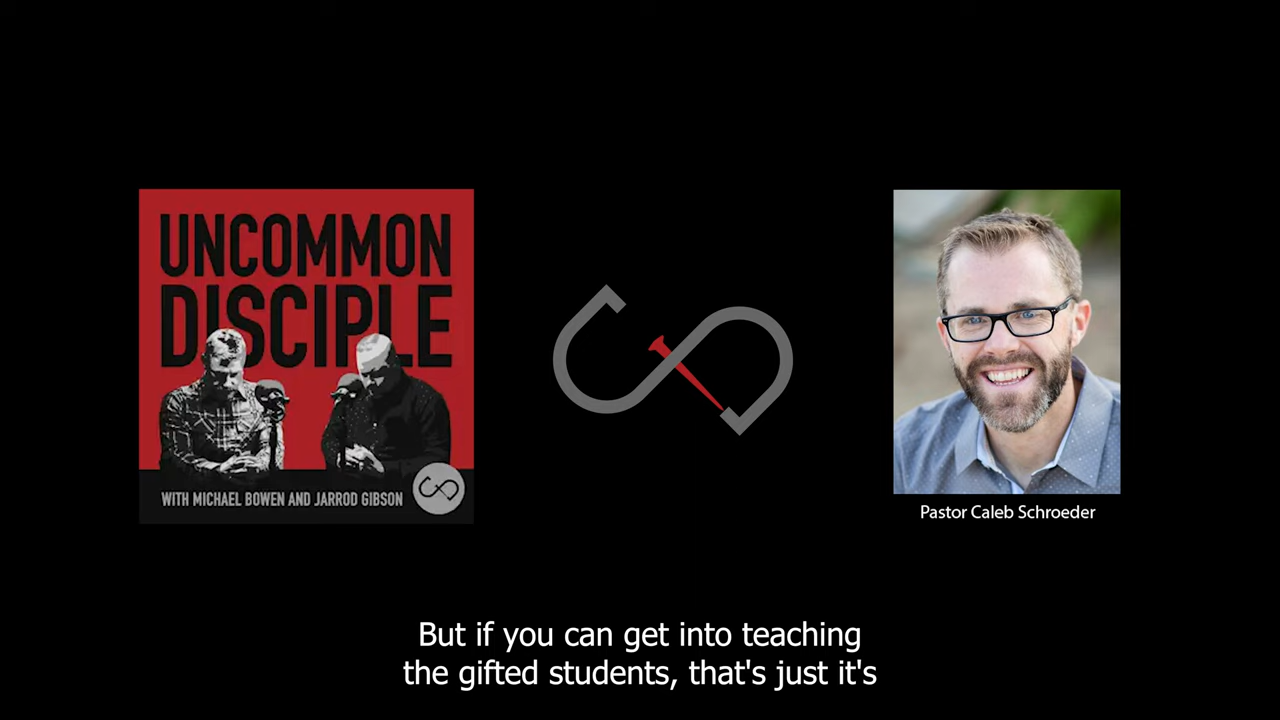 UNCOMMON
DISCIPLE
WITH MICHAEL BOWEN AND JARROD GIBSON
Pastor Caleb Schroeder
But if you can get into teaching
the gifted students, that's just it's